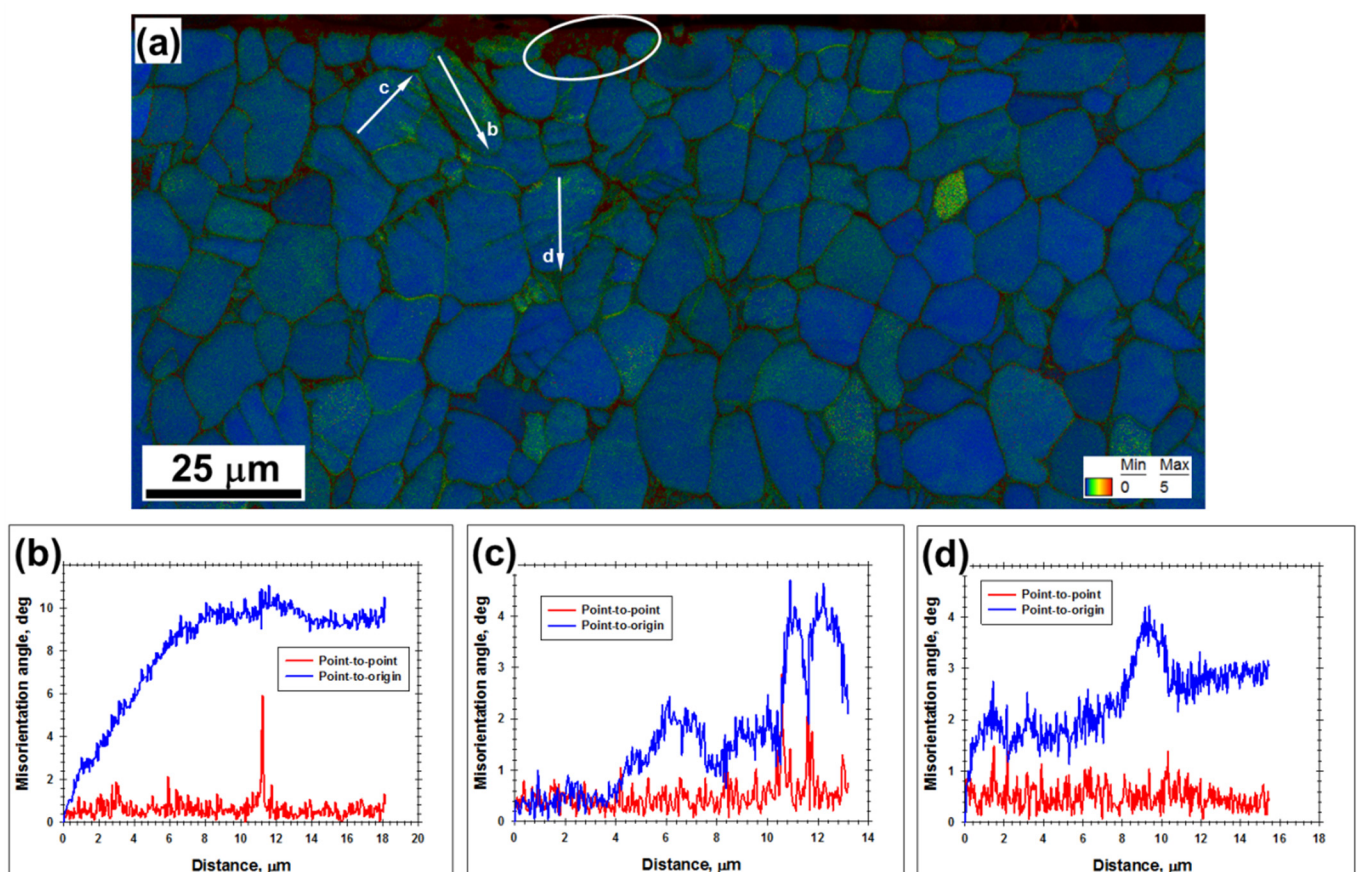 (a)
c
b
d
25 μm
Min Max
0 5
(b)
Misorientation angle, deg
10
8
6
4
2
0
Point-to-point
Point-to-origin
0 2 4 6 8 10 12 14 16 18 20
Distance, μm
(c)
Misorientation angle, deg
4
3
2
1
0
Point-to-point
Point-to-origin
0 2 4 6 8 10 12 14
Distance, μm
(d)
Misorientation angle, deg
4
3
2
1
0
Point-to-point
Point-to-origin
0 2 4 6 8 10 12 14 16 18
Distance, μm